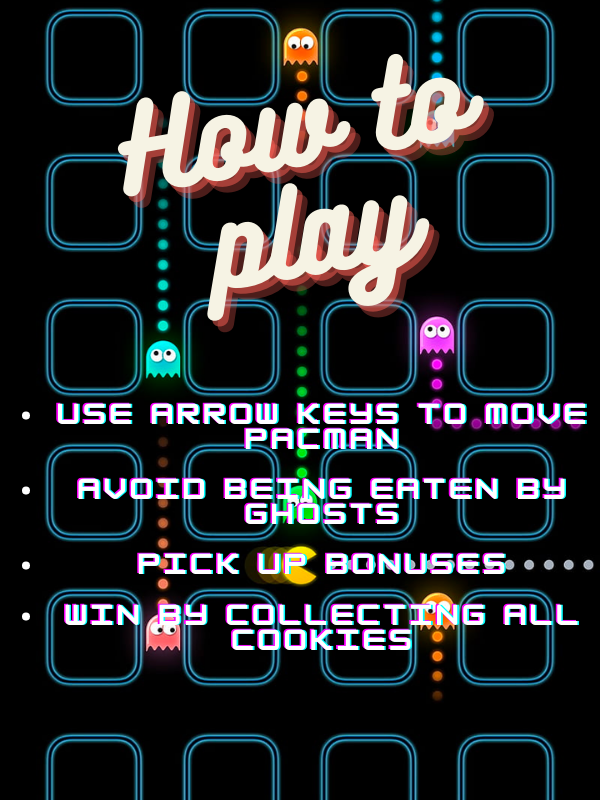 How to
play
• USE ARROW KEYS TO MOVE
PACMAN
• AVOID BEING EATEN BY
GHOSTS
• PICK UP BONUSES
• WIN BY COLLECTING ALL
COOKIES